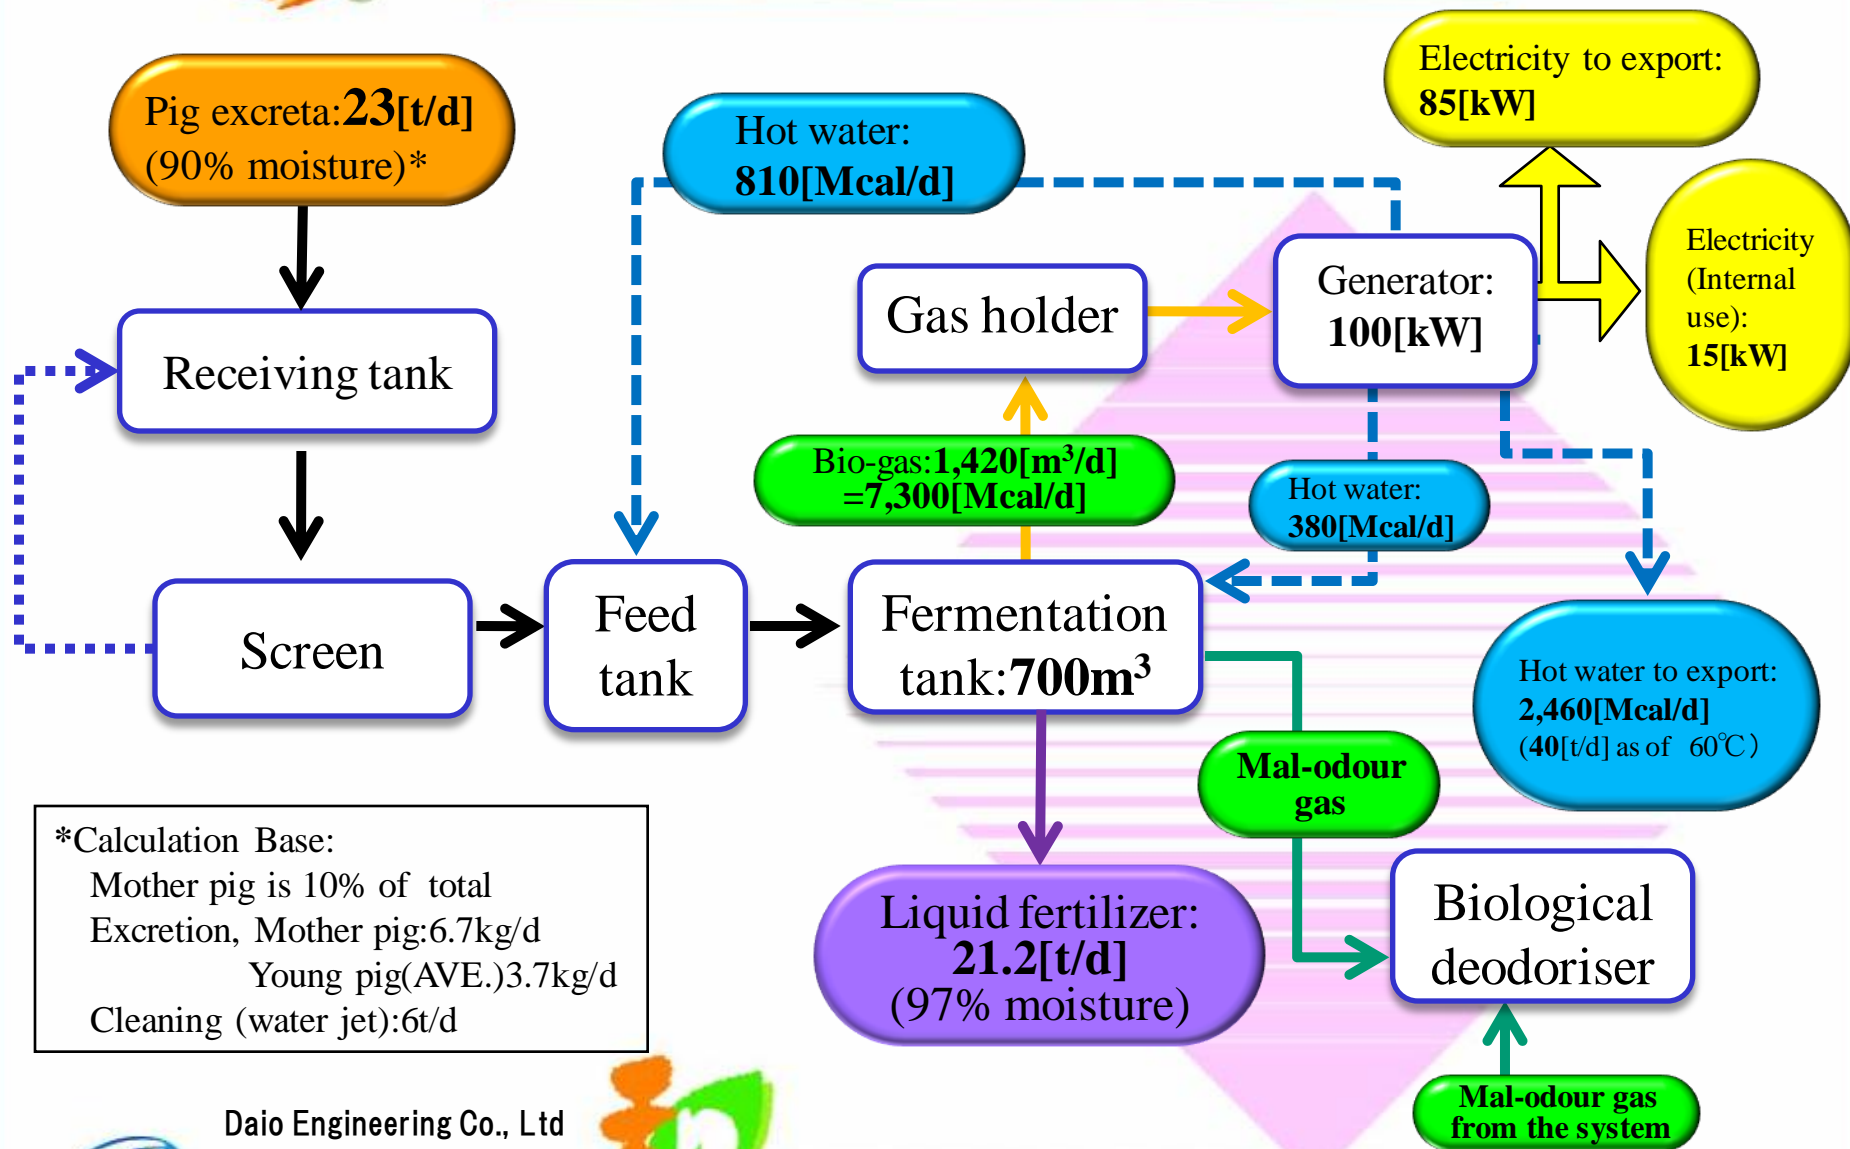 Pig excreta:23[t/d]
(90% moisture)*
Receiving tank
Screen
Feed
tank
Hot water:
810[Mcal/d]
Gas holder
Bio-gas:1,420[m³/d]
=7,300[Mcal/d]
Fermentation
tank:700m³
Generator:
100[kW]
Electricity to export:
85[kW]
Electricity
(Internal
use):
15[kW]
Hot water:
380[Mcal/d]
Hot water to export:
2,460[Mcal/d]
(40[t/d] as of 60℃)
Mal-odour
gas
Liquid fertilizer:
21.2[t/d]
(97% moisture)
Biological
deodoriser
Mal-odour gas
from the system
*Calculation Base:
Mother pig is 10% of total
Excretion, Mother pig:6.7kg/d
Young pig(AVE.)3.7kg/d
Cleaning (water jet):6t/d
Daio Engineering Co., Ltd